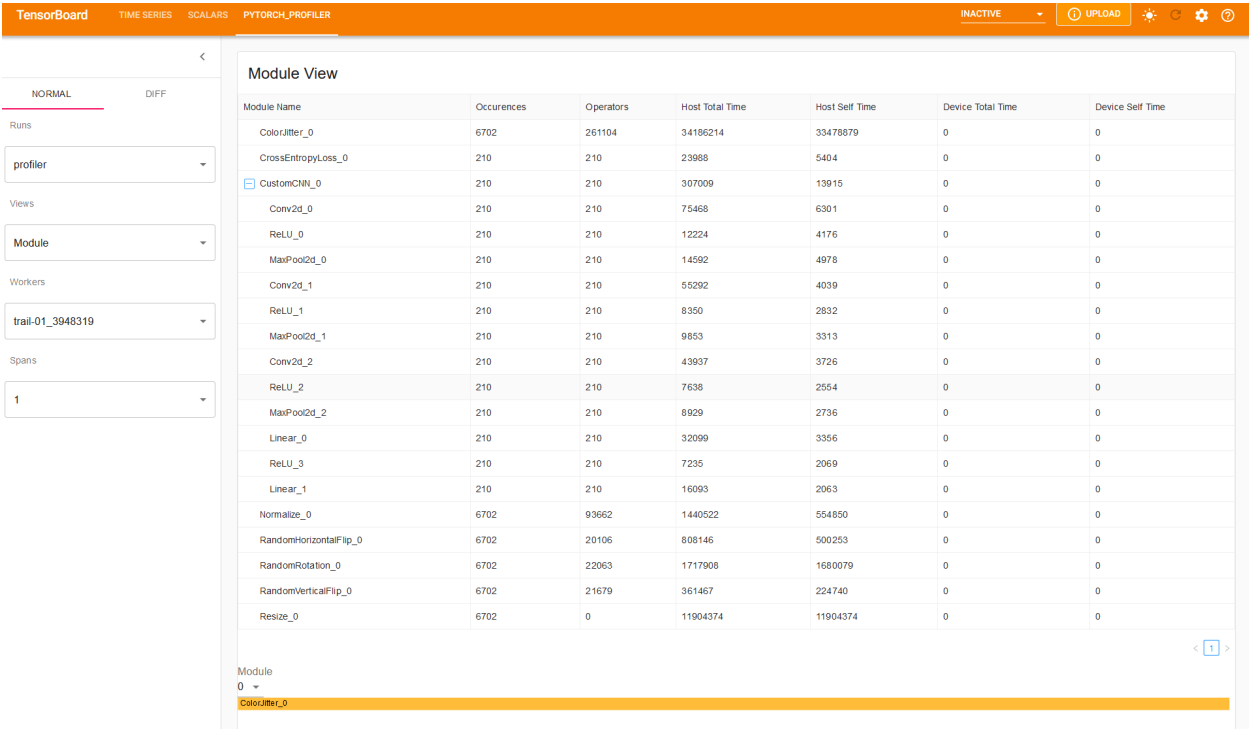 TensorBoard TIME SERIES SCALARS PYTORCH_PROFILER INACTIVE UPLOAD
NORMAL DIFF
Runs
profiler
Views
Module
Workers
trail-01_3948319
Spans
1
Module View
Module Name Occurences Operators Host Total Time Host Self Time Device Total Time Device Self Time
ColorJitter_0 6702 261104 34186214 33478879 0 0
CrossEntropyLoss_0 210 210 23988 5404 0 0
CustomCNN_0 210 210 307009 13915 0 0
Conv2d_0 210 210 75468 6301 0 0
ReLU_0 210 210 12224 4176 0 0
MaxPool2d_0 210 210 14592 4978 0 0
Conv2d_1 210 210 55292 4039 0 0
ReLU_1 210 210 8350 2832 0 0
MaxPool2d_1 210 210 9853 3313 0 0
Conv2d_2 210 210 43937 3726 0 0
ReLU_2 210 210 7638 2554 0 0
MaxPool2d_2 210 210 8929 2736 0 0
Linear_0 210 210 32099 3356 0 0
ReLU_3 210 210 7235 2069 0 0
Linear_1 210 210 16093 2063 0 0
Normalize_0 6702 93662 1440522 554850 0 0
RandomHorizontalFlip_0 6702 20106 808146 500253 0 0
RandomRotation_0 6702 22063 1717908 1680079 0 0
RandomVerticalFlip_0 6702 21679 361467 224740 0 0
Resize_0 6702 0 11904374 11904374 0 0
< 1 >
Module
0
ColorJitter_0